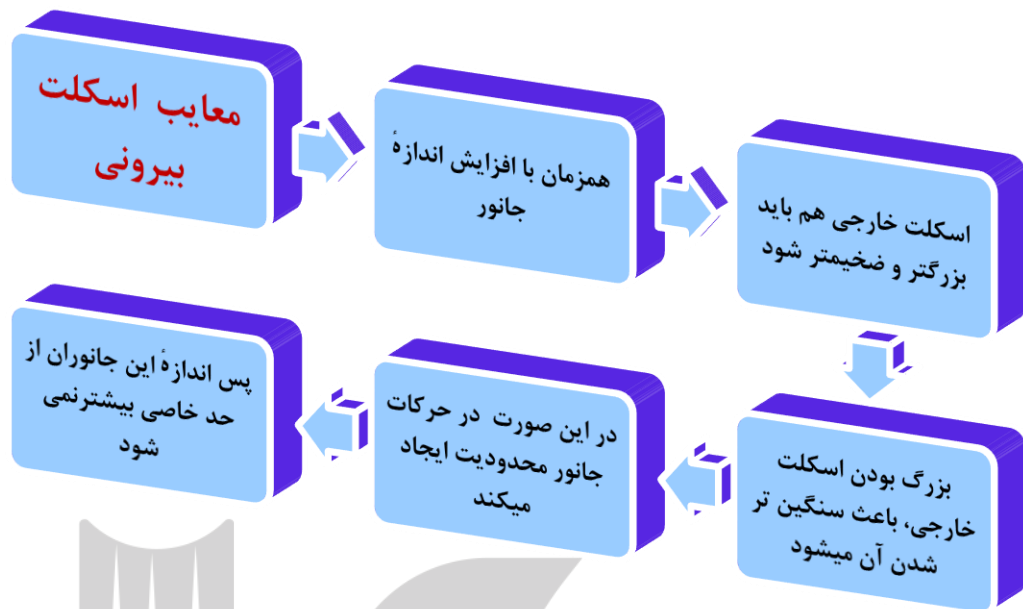 معایب اسکلت
بیرونی
همزمان با افزایش اندازهٔ
جانور
اسکلت خارجی هم باید
بزرگتر و ضخیمتر شود
بزرگ بودن اسکلت
خارجی، باعث سنگین تر
شدن آن میشود
در این صورت در حرکات
جانور محدودیت ایجاد
میکند
پس اندازهٔ این جانوران از
حد خاصی بیشترنمی
شود